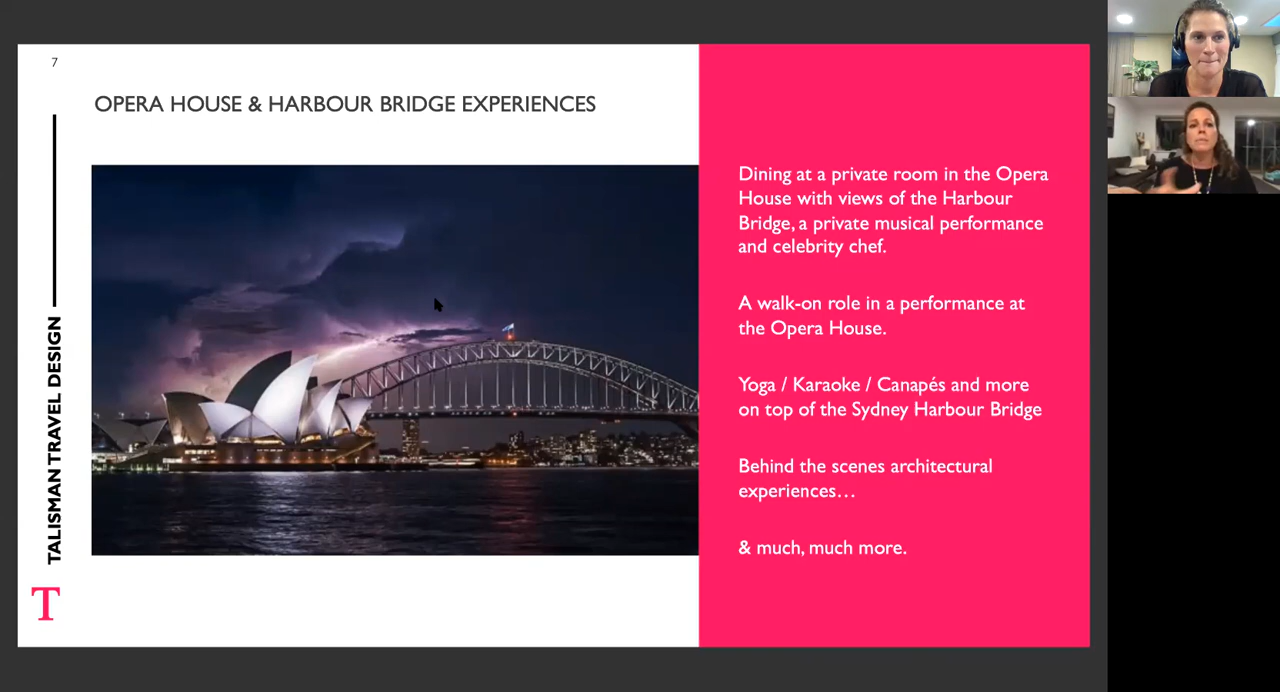 7
OPERA HOUSE & HARBOUR BRIDGE EXPERIENCES
TALISMAN TRAVEL DESIGN
T
Dining at a private room in the Opera
House with views of the Harbour
Bridge, a private musical performance
and celebrity chef.
A walk-on role in a performance at
the Opera House.
Yoga / Karaoke / Canapés and more
on top of the Sydney Harbour Bridge
Behind the scenes architectural
experiences…
& much, much more.